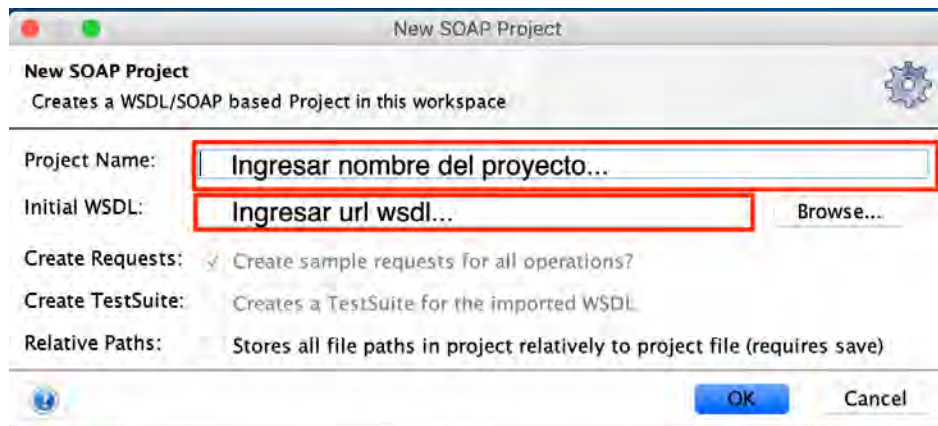 New SOAP Project
New SOAP Project
Creates a WSDL/SOAP based Project in this workspace
Project Name: Ingresar nombre del proyecto...
Initial WSDL: Ingresar url wsdl... Browse...
Create Requests: ✓ Create sample requests for all operations?
Create TestSuite: Creates a TestSuite for the imported WSDL
Relative Paths: Stores all file paths in project relatively to project file (requires save)
OK Cancel